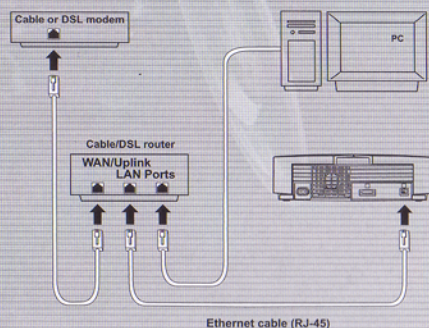 Cable or DSL modem
PC
Cable/DSL router
WAN/Uplink
LAN Ports
Ethernet cable (RJ-45)